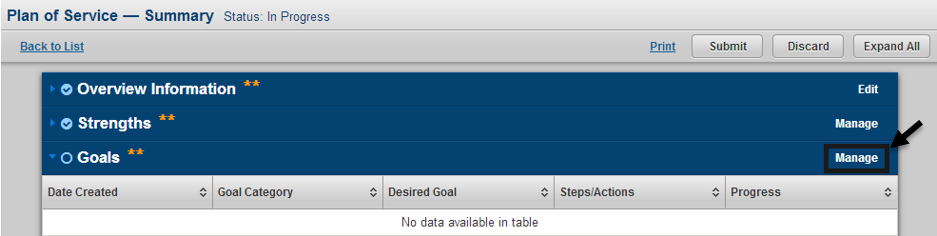 Plan of Service — Summary Status: In Progress
Back to List Print Submit Discard Expand All
Overview Information ** Edit
Strengths ** Manage
Goals ** Manage
Date Created Goal Category Desired Goal Steps/Actions Progress
No data available in table